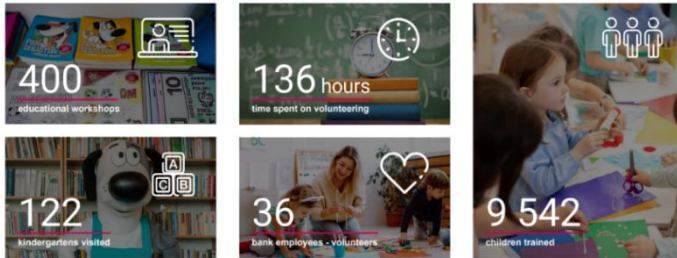 400
educational workshops
136 hours
time spent on volunteering
122
kindergartens visited
A
C B
36
bank employees - volunteers
9 542
children trained